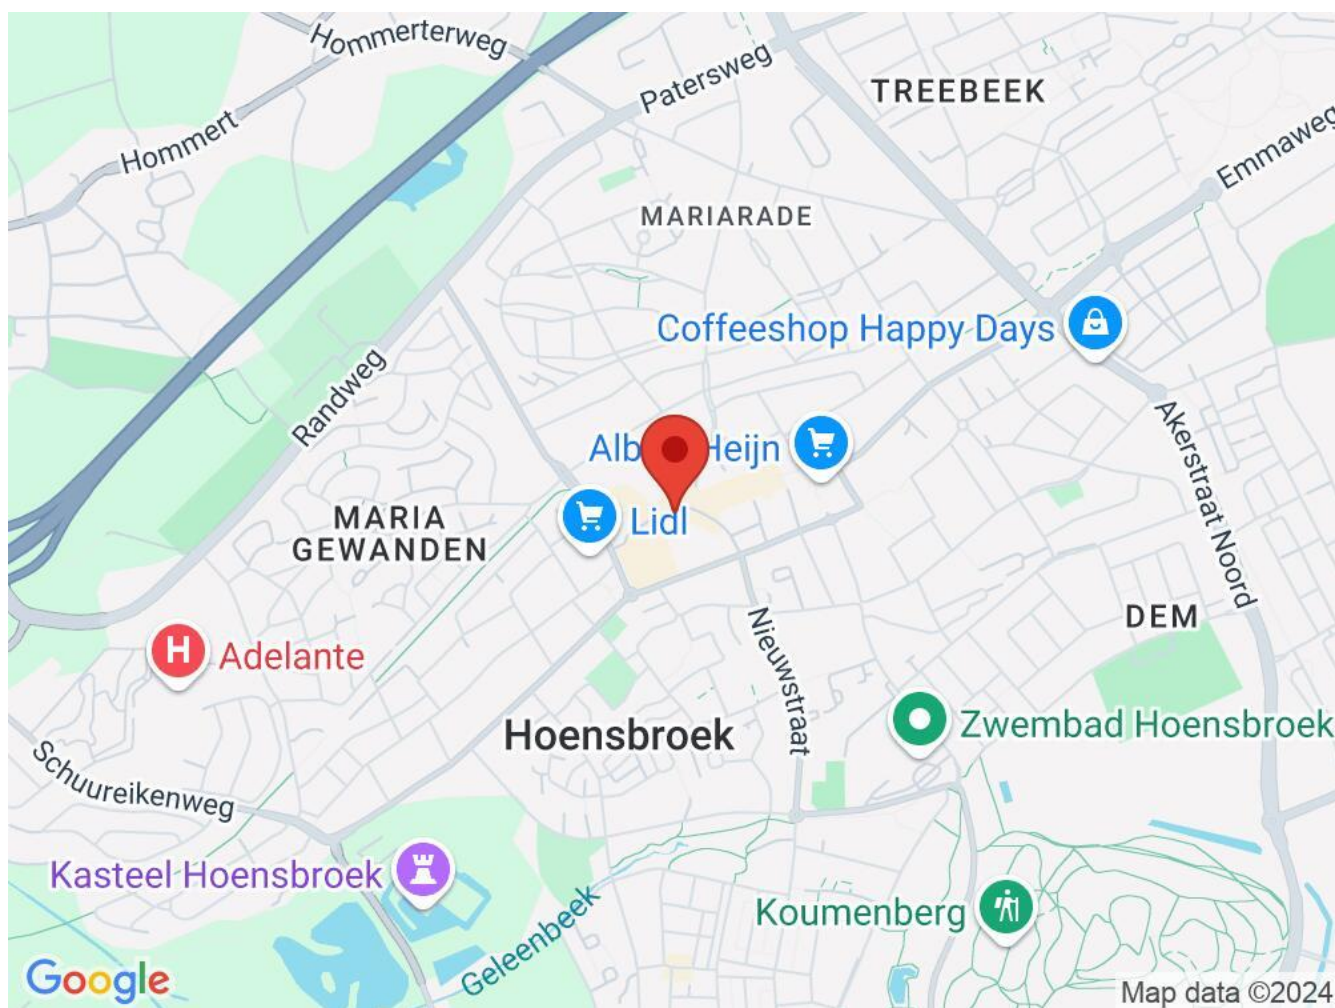 Hommerterweg
Patersweg
TREEBEEK
Hommert
Emmaweg
MARIARADE
Coffeeshop Happy Days
Randweg
Akerstraat Noord
Heijn
Lidl
MARIA
GEWANDEN
DEM
Adelante
Nieuwstraat
Hoensbroek
Zwembad Hoensbroek
Schuureikenweg
Kasteel Hoensbroek
Koumenberg
Geleenbeek
Google
Map data ©2024
H